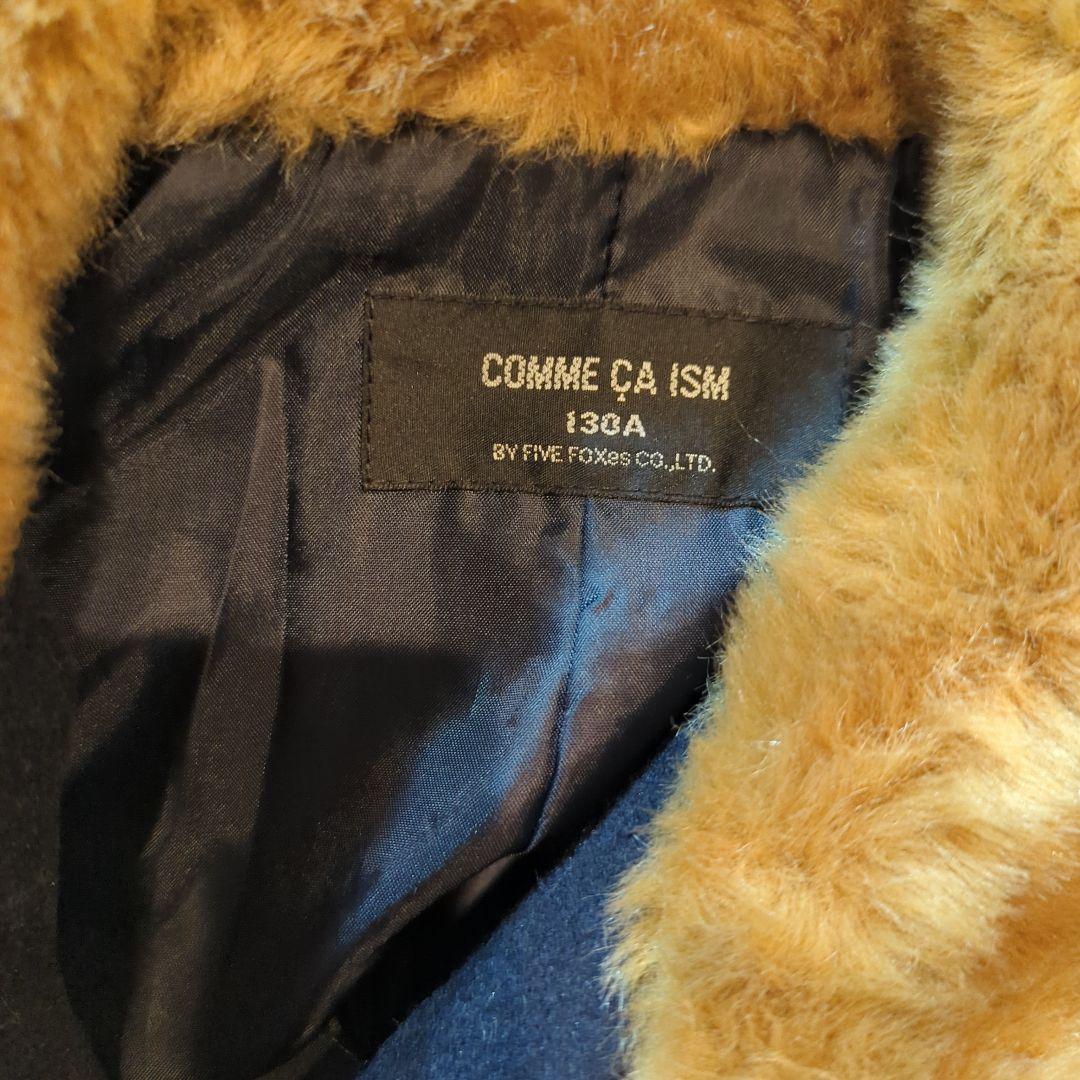 COMME ÇA ISM
130A
BY FIVE FOXes CO.,LTD.